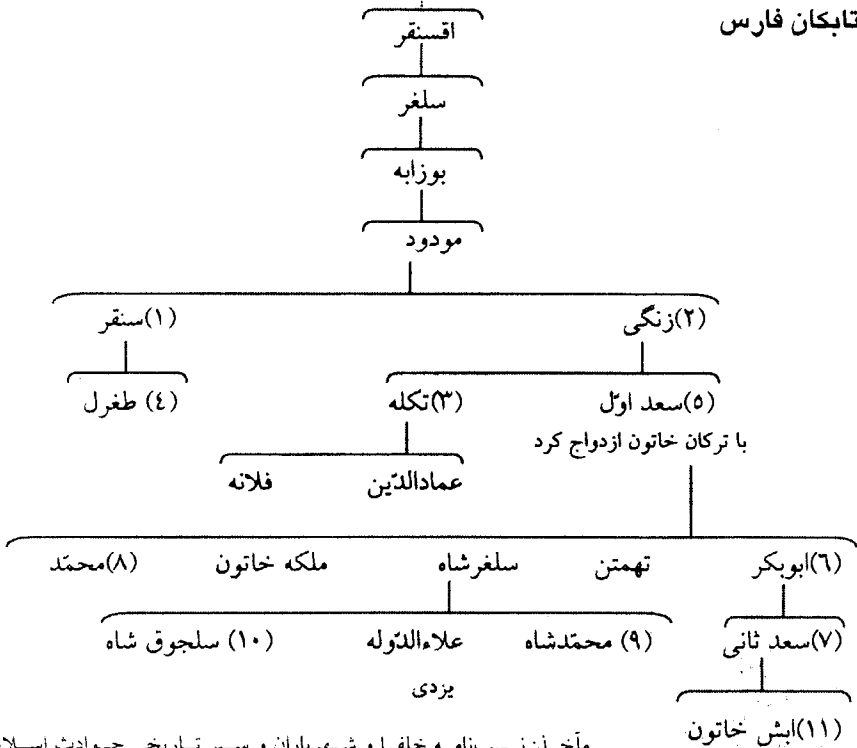 تابکان فارس
اقسنقر
سلغر
بوزابه
مودود
(۲)زنگی (۱)سنقر
(۵)سعد اوّل (۳)تکله (٤) طغرل
با ترکان خاتون ازدواج کرد
عمادالدّین فلانه
(۶)ابوبکر تهمتن سلغرشاه ملکه خاتون (۸)محمّد
(۷)سعد ثانی (۹) محمّدشاه علاءالدّوله (۱۰) سلجوق شاه
یزدی
(۱۱)ابش خاتون